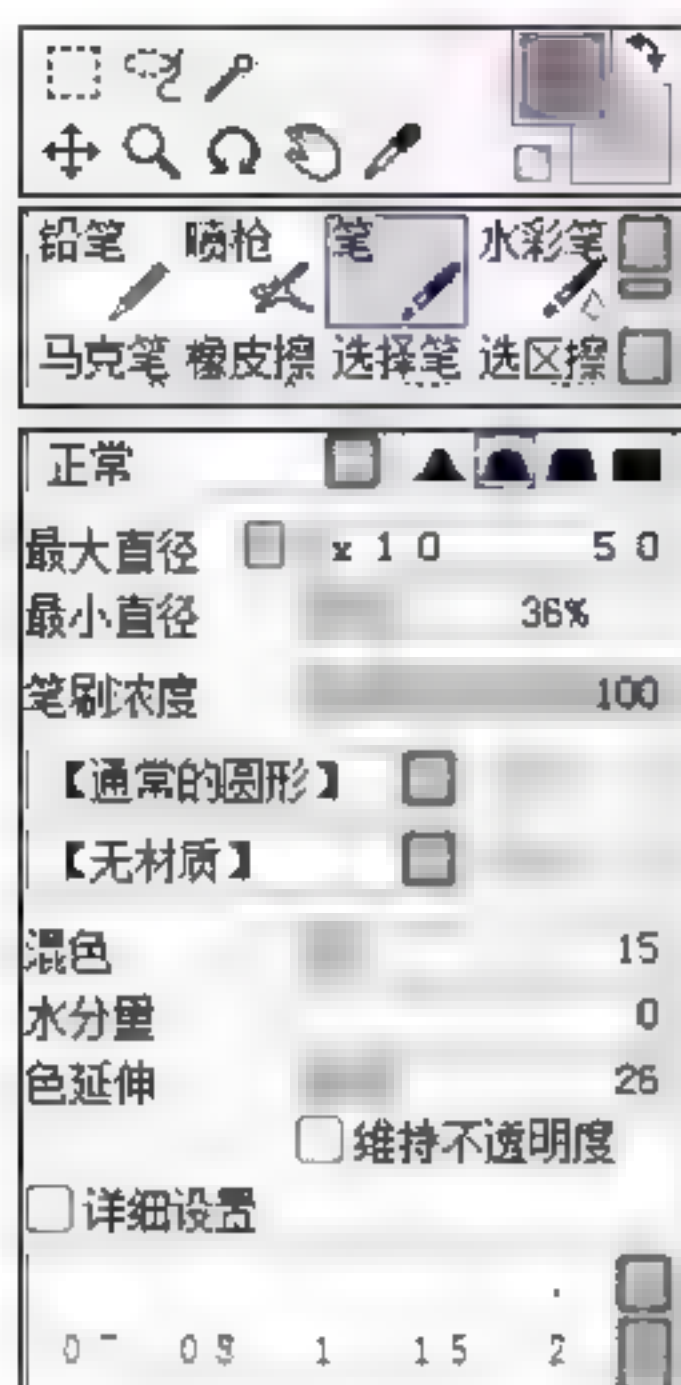 铅笔 喷枪 笔 水彩笔
马克笔 橡皮擦 选择笔 选区擦
正常
最大直径 x 1 0 5 0
最小直径 36%
笔刷浓度 100
【通常的圆形】
【无材质】
混色 15
水分量 0
色延伸 26
维持不透明度
详细设置
1 1 5 2